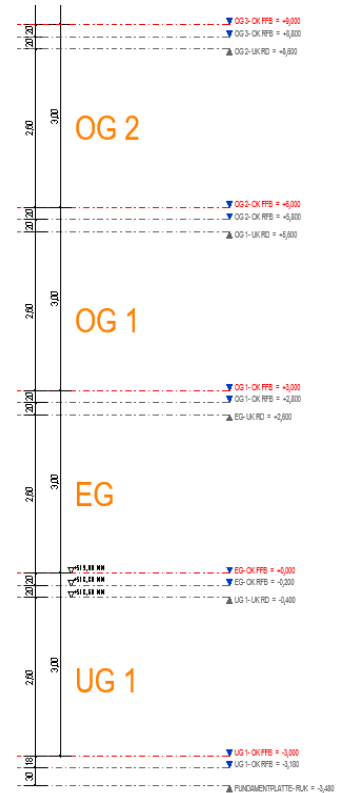 OG 3- OK FFB = +9,000
20
20
OG 3- OK RFB = +8,800
OG 2- UK RD = +8,600
2,60
3,00
OG 2
OG 2- OK FFB = +6,000
20
20
OG 2- OK RFB = +5,800
OG 1- UK RD = +5,600
2,60
3,00
OG 1
OG 1- OK FFB = +3,000
20
20
OG 1- OK RFB = +2,800
EG- UK RD = +2,600
2,60
3,00
EG
EG- OK FFB = +0,000
20
20
EG- OK RFB = -0,200
UG 1- UK RD = -0,400
2,60
3,00
UG 1
UG 1- OK FFB = -3,000
18
UG 1- OK RFB = -3,180
30
FUNDAMENTPLATTE- RUK = -3,480